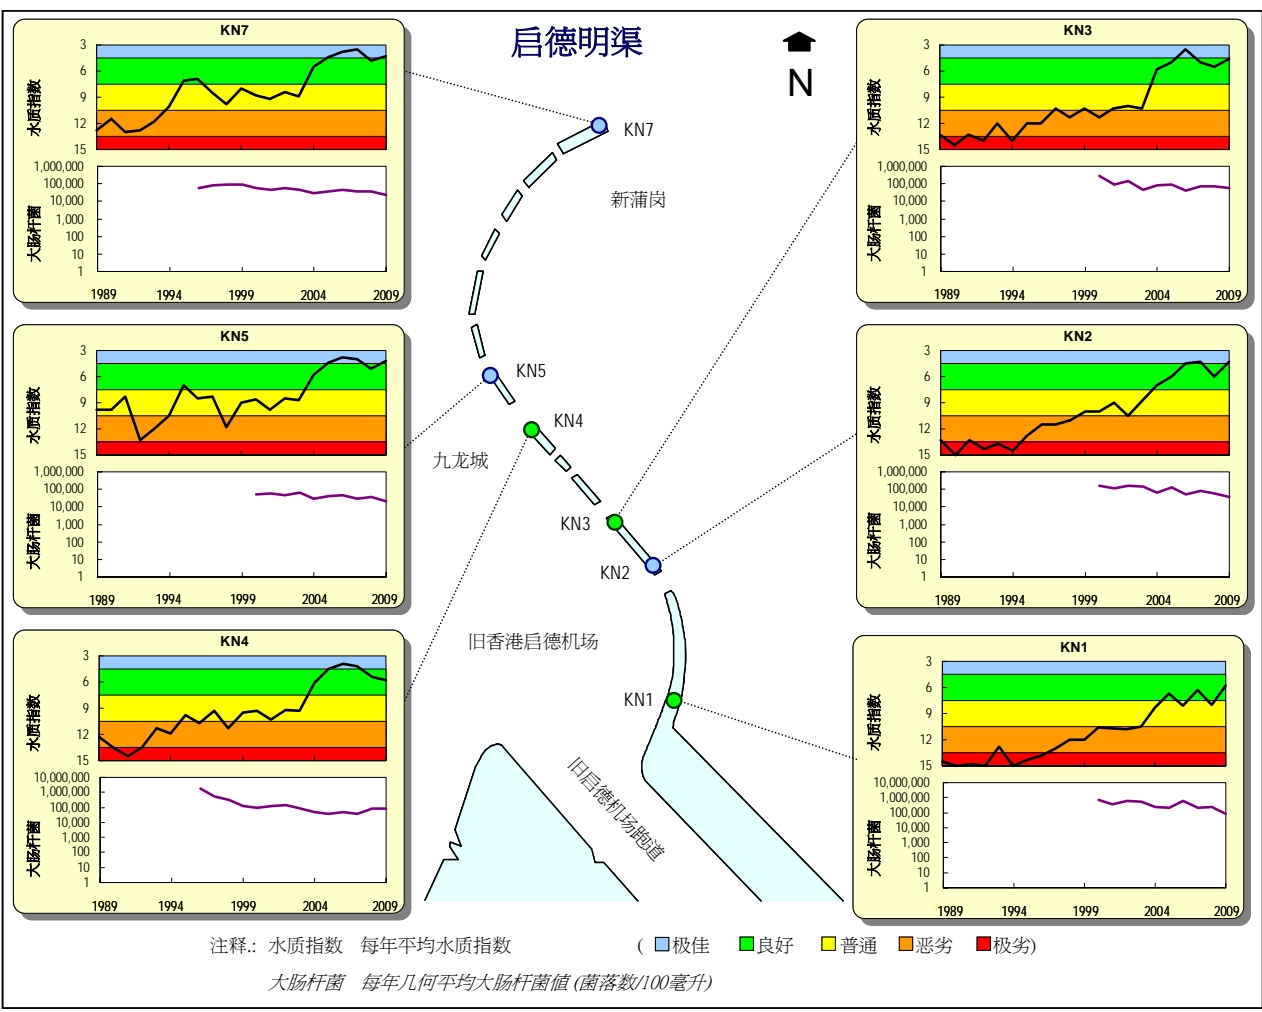 启德明渠
N
KN7
水质指数
3
6
9
12
15
大肠杆菌
1,000,000
100,000
10,000
1,000
100
10
1
1989 1994 1999 2004 2009
KN5
水质指数
3
6
9
12
15
大肠杆菌
1,000,000
100,000
10,000
1,000
100
10
1
1989 1994 1999 2004 2009
KN4
水质指数
3
6
9
12
15
大肠杆菌
10,000,000
1,000,000
100,000
10,000
1,000
100
10
1
1989 1994 1999 2004 2009
KN7
新蒲岗
KN5
KN4
九龙城
KN3
KN2
旧香港启德机场
KN1
旧启德机场跑道
KN3
水质指数
3
6
9
12
15
大肠杆菌
1,000,000
100,000
10,000
1,000
100
10
1
1989 1994 1999 2004 2009
KN2
水质指数
3
6
9
12
15
大肠杆菌
1,000,000
100,000
10,000
1,000
100
10
1
1989 1994 1999 2004 2009
KN1
水质指数
3
6
9
12
15
大肠杆菌
10,000,000
1,000,000
100,000
10,000
1,000
100
10
1
1989 1994 1999 2004 2009
注释.: 水质指数 每年平均水质指数 ( 极佳 良好 普通 恶劣 极劣)
大肠杆菌 每年几何平均大肠杆菌值 (菌落数/100毫升)